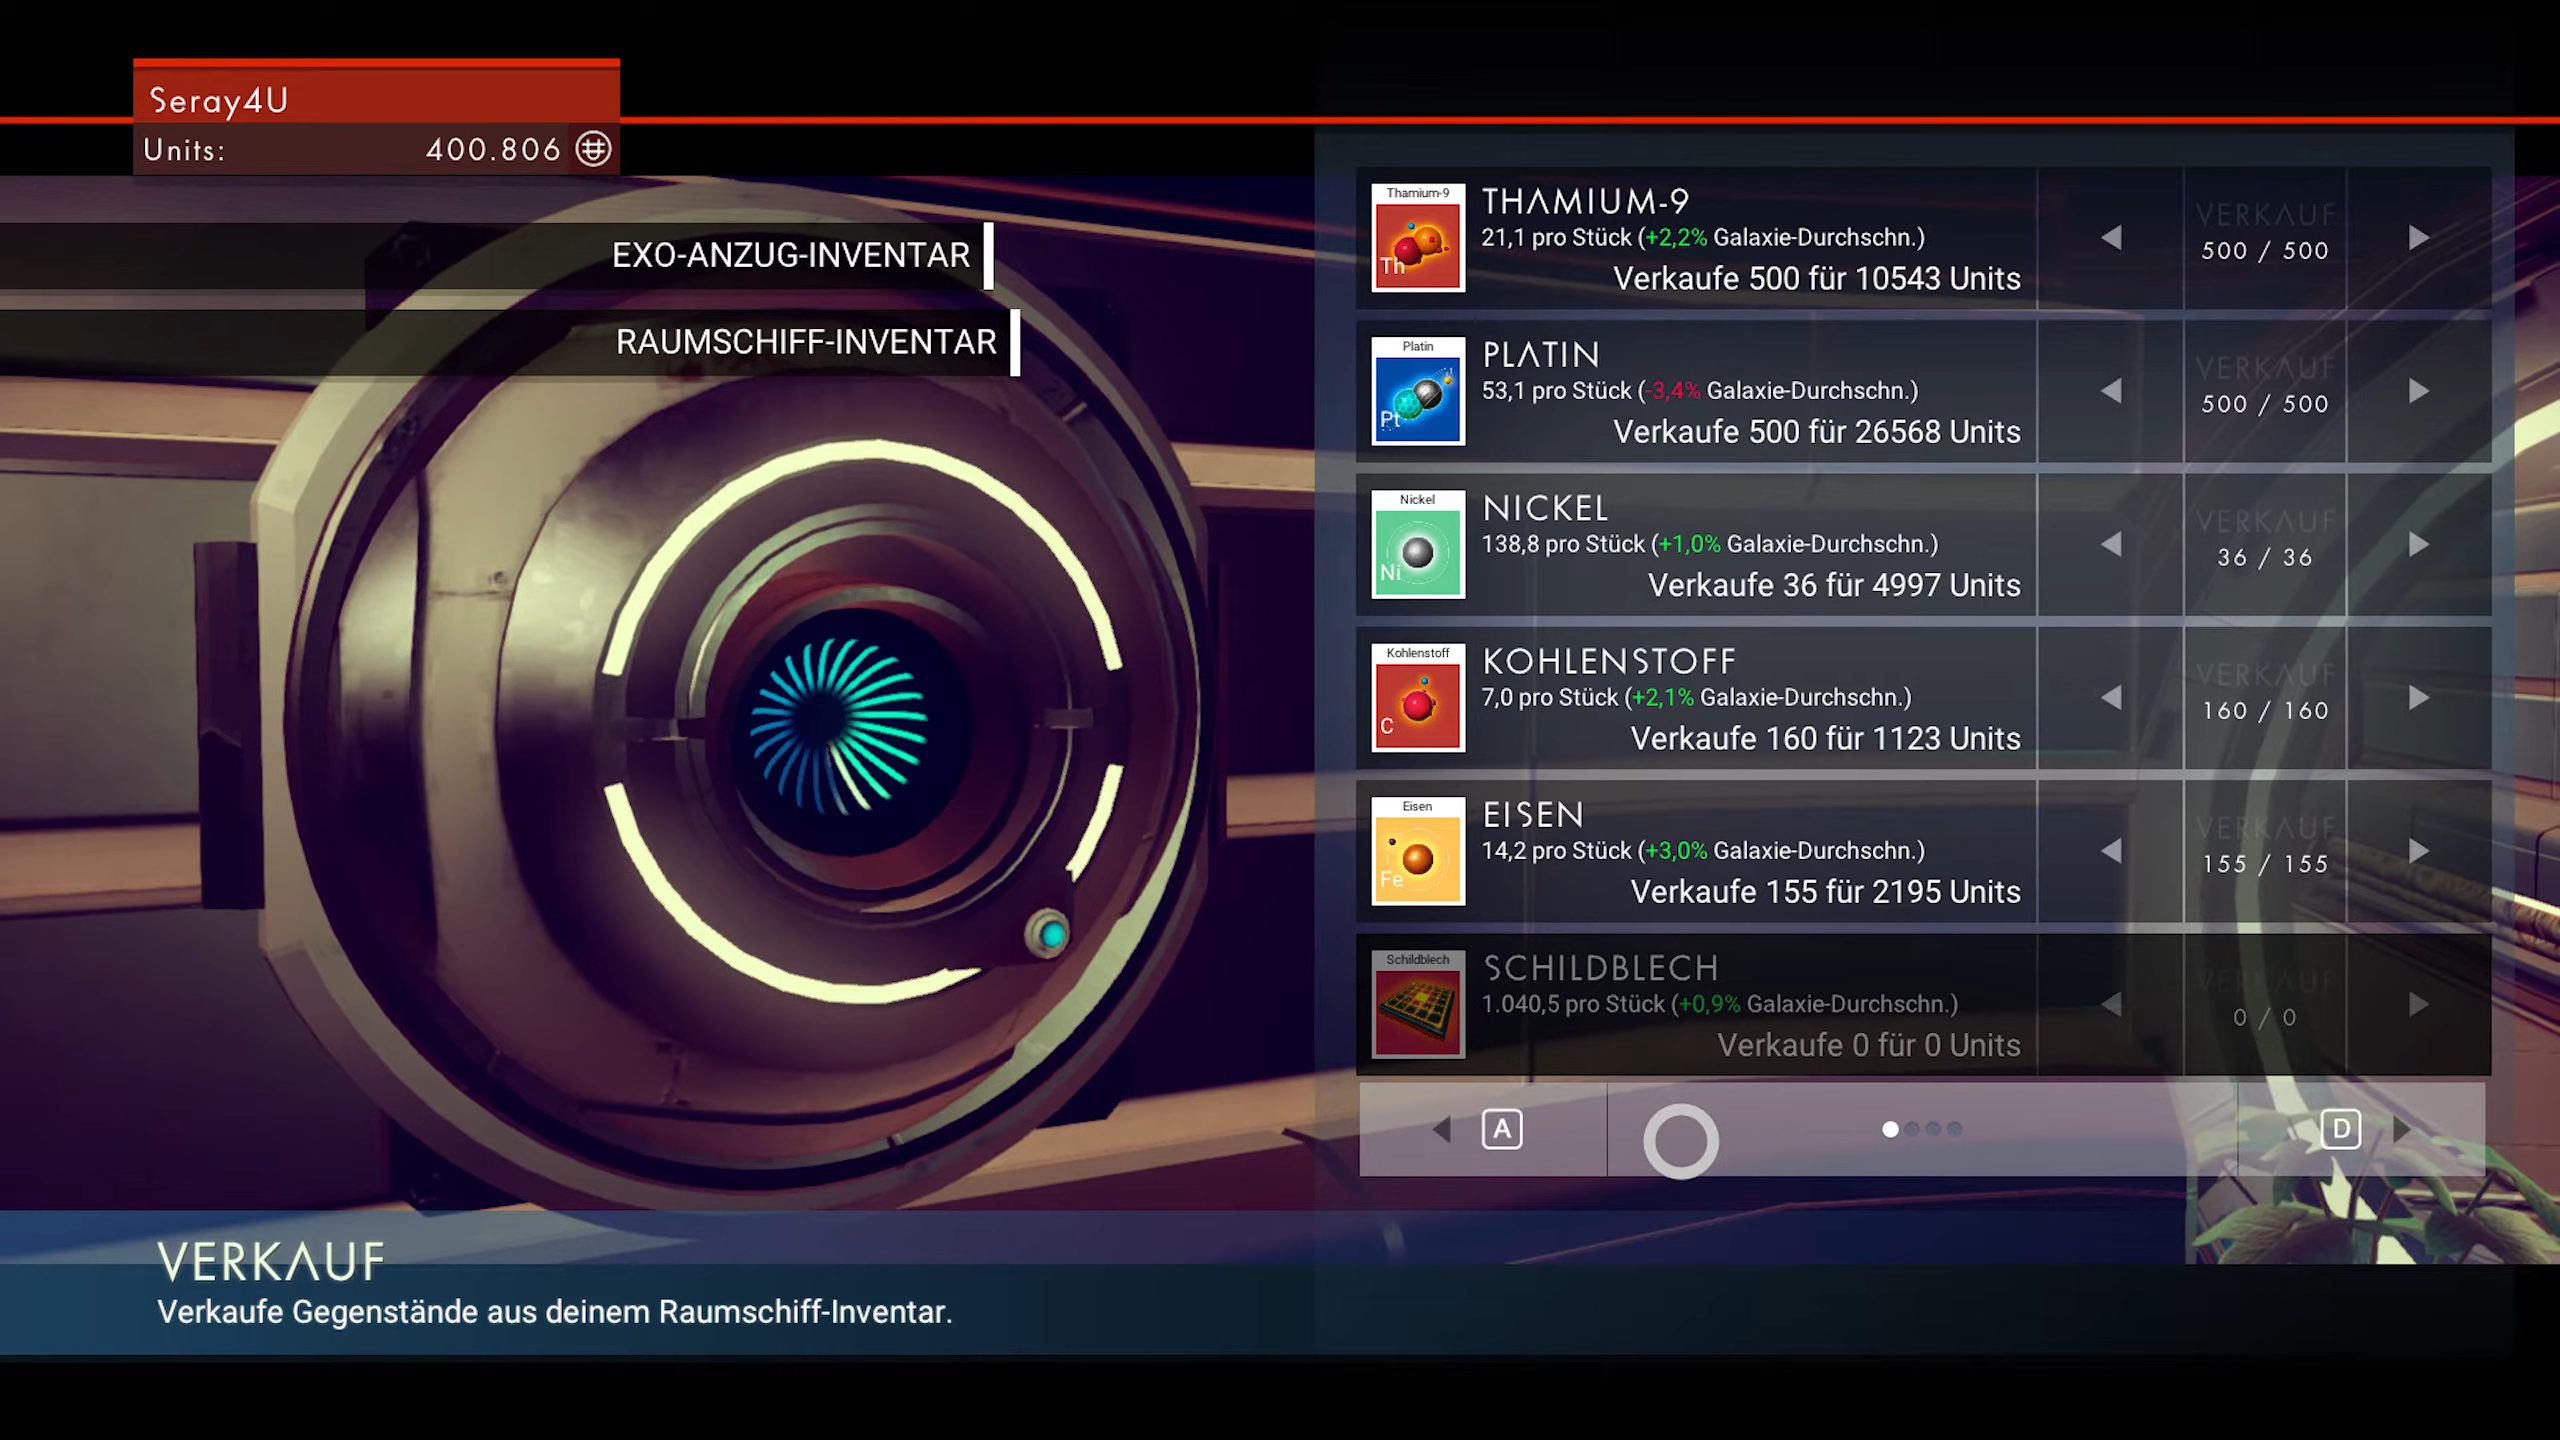 Seray4U
Units: 400.806
EXO-ANZUG-INVENTAR
RAUMSCHIFF-INVENTAR
Thamium-9
Th
THAMIUM-9
21,1 pro Stück (+2,2% Galaxie-Durchschn.)
Verkaufe 500 für 10543 Units
VERKAUF
500 / 500
Platin
Pt
PLATIN
53,1 pro Stück (-3,4% Galaxie-Durchschn.)
Verkaufe 500 für 26568 Units
VERKAUF
500 / 500
Nickel
Ni
NICKEL
138,8 pro Stück (+1,0% Galaxie-Durchschn.)
Verkaufe 36 für 4997 Units
VERKAUF
36 / 36
Kohlenstoff
C
KOHLENSTOFF
7,0 pro Stück (+2,1% Galaxie-Durchschn.)
Verkaufe 160 für 1123 Units
VERKAUF
160 / 160
Eisen
Fe
EISEN
14,2 pro Stück (+3,0% Galaxie-Durchschn.)
Verkaufe 155 für 2195 Units
VERKAUF
155 / 155
Schildblech
SCHILDBLECH
1.040,5 pro Stück (+0,9% Galaxie-Durchschn.)
Verkaufe 0 für 0 Units
VERKAUF
0 / 0
A
D
VERKAUF
Verkaufe Gegenstände aus deinem Raumschiff-Inventar.